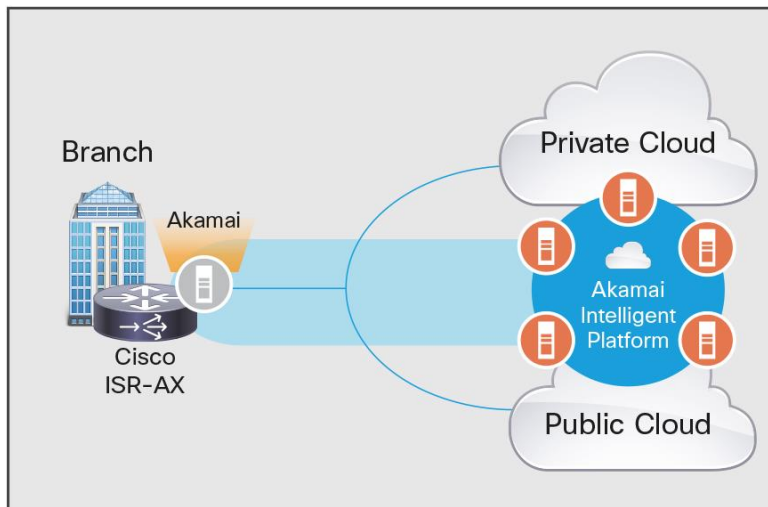 Branch
Akamai
Cisco
ISR-AX
Private Cloud
Akamai
Intelligent
Platform
Public Cloud